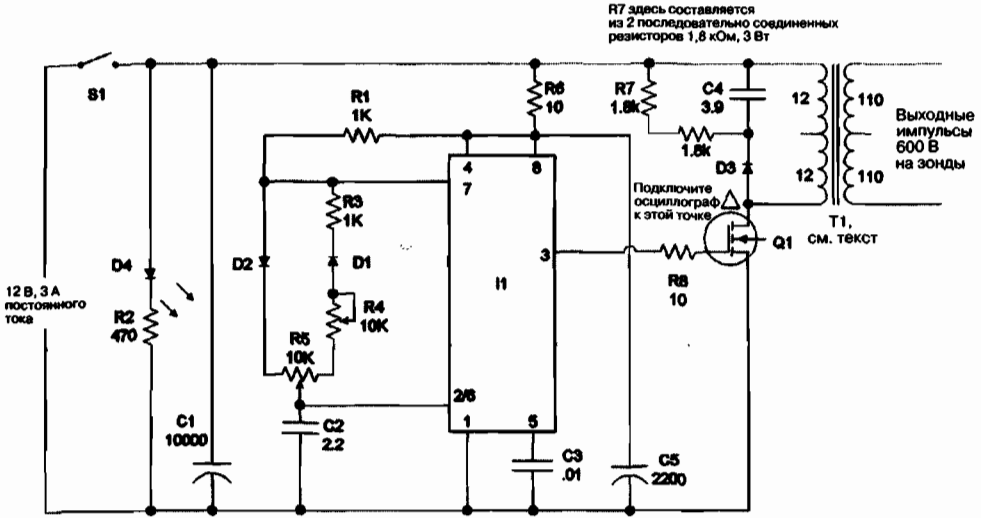 R7 здесь составляется
из 2 последовательно соединенных
резисторов 1,8 кОм, 3 Вт
S1
R1
1K
R6
10
R7
1.8k
1.8k
C4
3.9
12
110
12
110
Выходные
импульсы
600 В
на зонды
D3
4
8
7
Подключите
осциллограф
к этой точке
T1,
см. текст
Q1
R3
1K
D2
D1
3
I1
R8
10
D4
12 В, 3 А
постоянного
тока
R2
470
R4
10K
R5
10K
2/6
C1
10000
C2
2.2
1
5
C3
.01
C5
2200